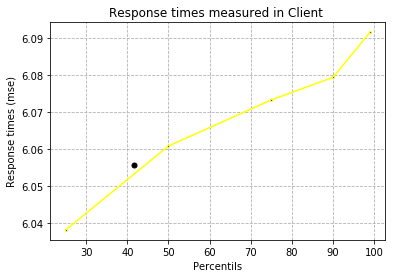 Response times measured in Client
6.09
6.08
6.07
6.06
6.05
6.04
Response times (mse)
30 40 50 60 70 80 90 100
Percentils